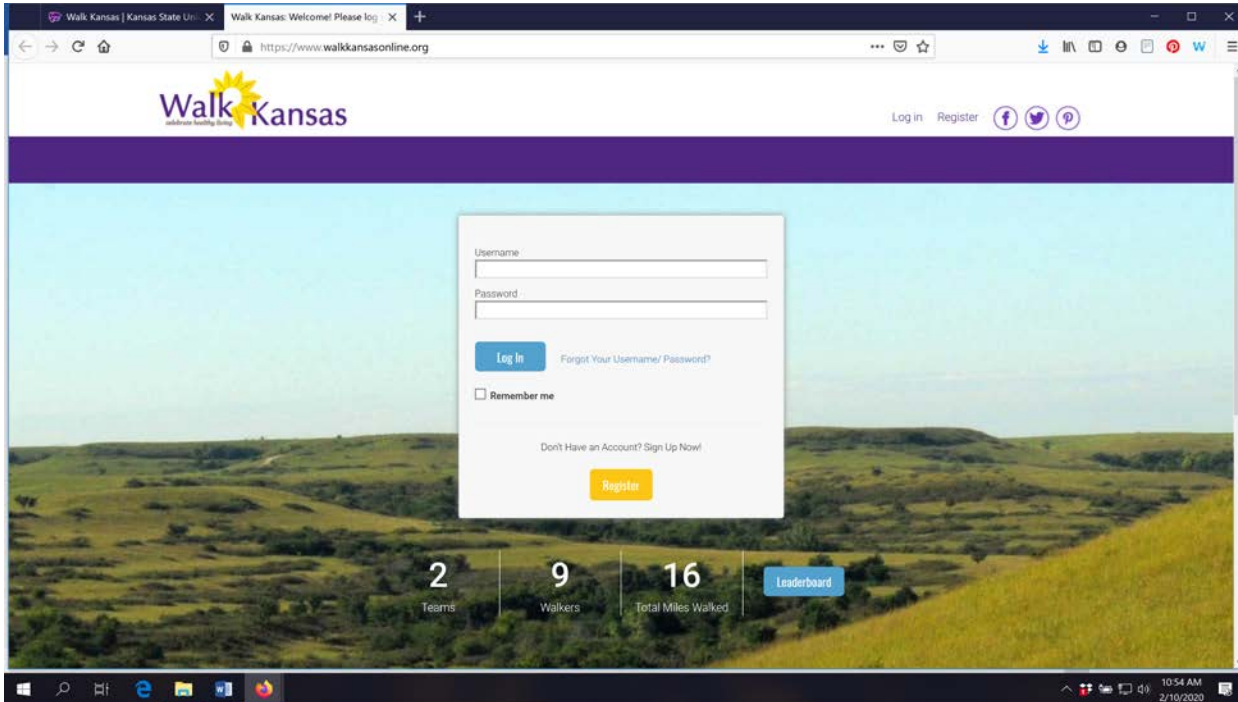 Walk Kansas | Kansas State Uni
Walk Kansas: Welcome! Please log
https://www.walkkansasonline.org
W
Walk Kansas
celebrate healthy living
Log in Register
Username
Password
Log In Forgot Your Username/ Password?
Remember me
Don't Have an Account? Sign Up Now!
Register
2 9 16 Leaderboard
Teams Walkers Total Miles Walked
10:54 AM
2/10/2020